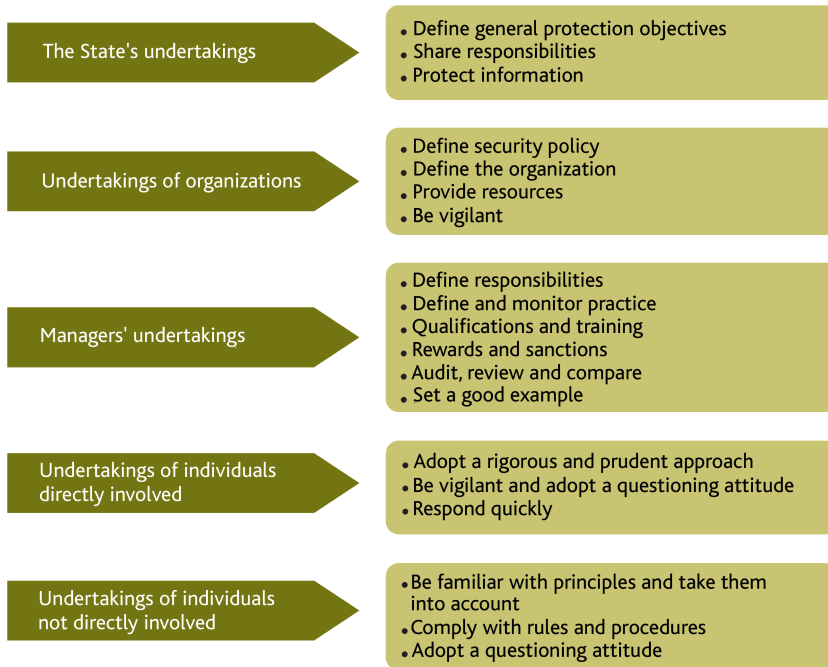 The State's undertakings
• Define general protection objectives
• Share responsibilities
• Protect information
Undertakings of organizations
• Define security policy
• Define the organization
• Provide resources
• Be vigilant
Managers' undertakings
• Define responsibilities
• Define and monitor practice
• Qualifications and training
• Rewards and sanctions
• Audit, review and compare
• Set a good example
Undertakings of individuals
directly involved
• Adopt a rigorous and prudent approach
• Be vigilant and adopt a questioning attitude
• Respond quickly
Undertakings of individuals
not directly involved
• Be familiar with principles and take them
into account
• Comply with rules and procedures
• Adopt a questioning attitude